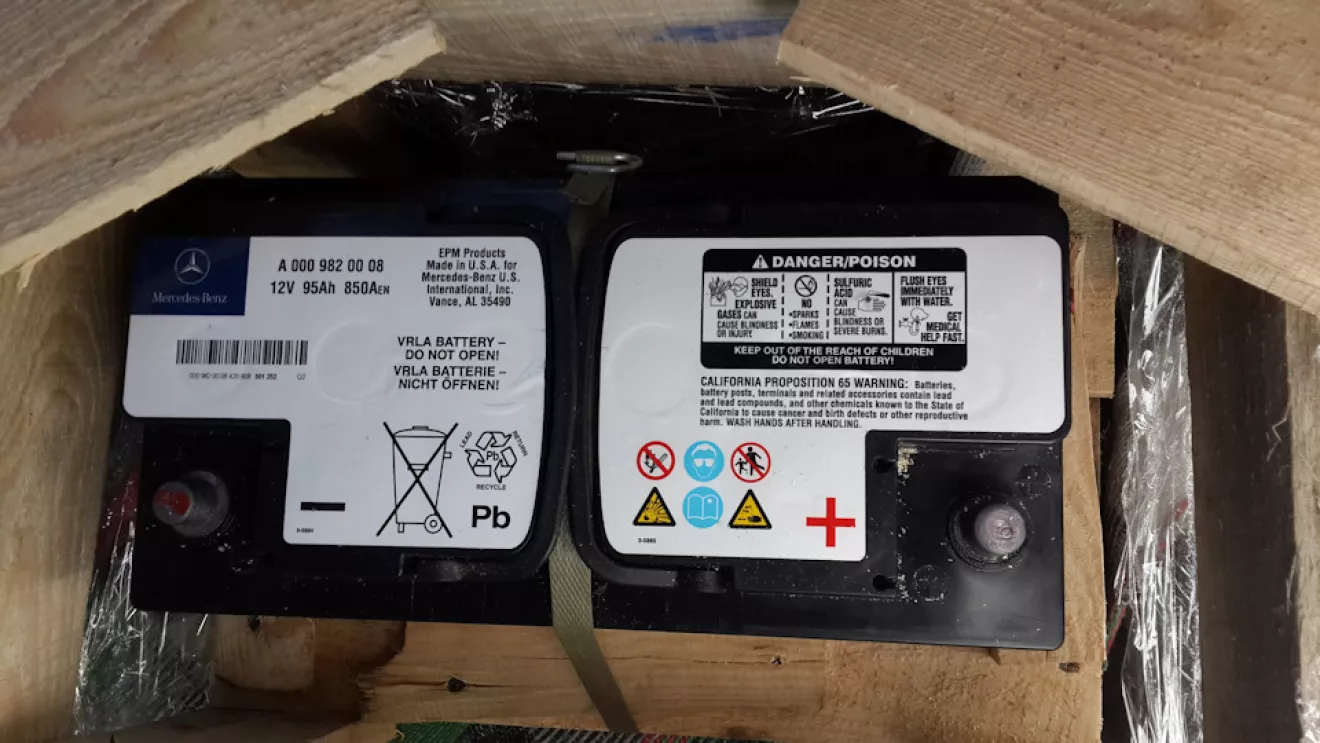 Mercedes-Benz
A 000 982 00 08
12V 95Ah 850AEN
EPM Products
Made in U.S.A. for
Mercedes-Benz U.S.
International, Inc.
Vance, AL 35490
VRLA BATTERY –
DO NOT OPEN!
VRLA BATTERIE –
NICHT ÖFFNEN!
LEAD
RETURN
Pb
RECYCLE
Pb
DANGER/POISON
SHIELD
EYES.
EXPLOSIVE
GASES CAN
CAUSE BLINDNESS
OR INJURY.
NO
•SPARKS
•FLAMES
•SMOKING
SULFURIC
ACID
CAN
CAUSE
BLINDNESS OR
SEVERE BURNS.
FLUSH EYES
IMMEDIATELY
WITH WATER.
GET
MEDICAL
HELP FAST.
KEEP OUT OF THE REACH OF CHILDREN
DO NOT OPEN BATTERY!
CALIFORNIA PROPOSITION 65 WARNING: Batteries,
battery posts, terminals and related accessories contain lead
and lead compounds, and other chemicals known to the State of
California to cause cancer and birth defects or other reproductive
harm. WASH HANDS AFTER HANDLING.